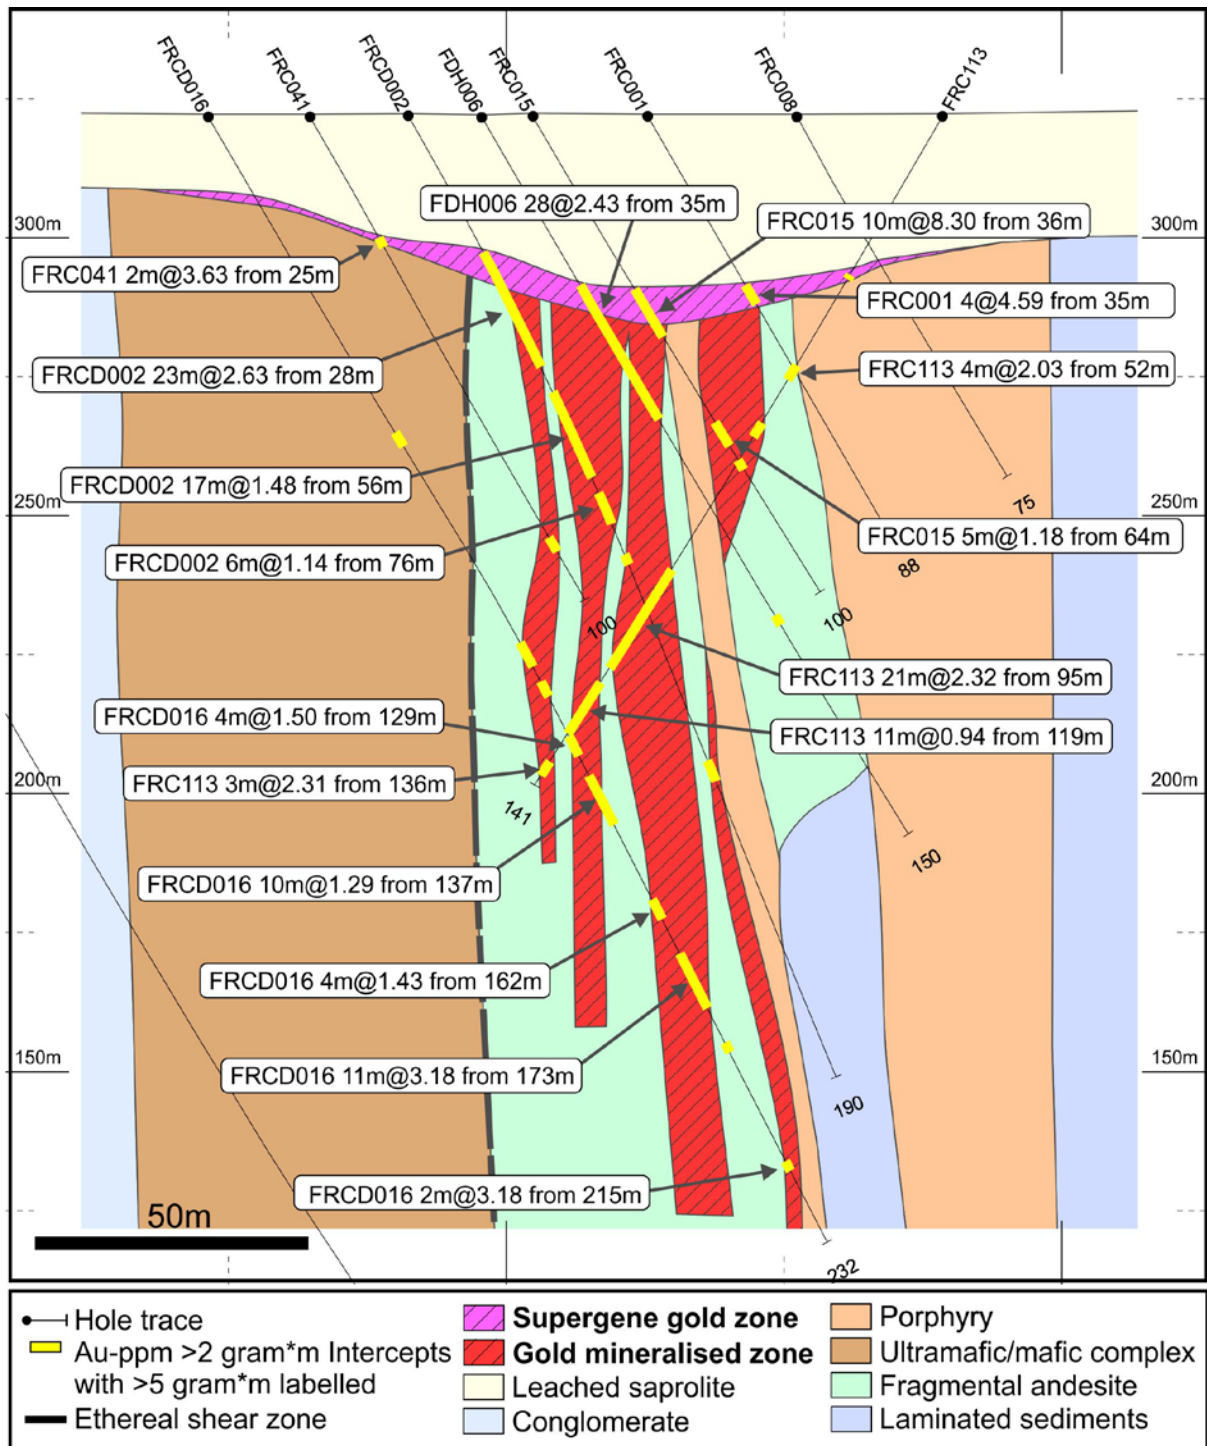 FRCD016
FRC041
FRCD002
FDH006
FRC015
FRC001
FRC008
FRC113
300m
300m
FDH006 28@2.43 from 35m
FRC015 10m@8.30 from 36m
FRC041 2m@3.63 from 25m
FRC001 4@4.59 from 35m
FRCD002 23m@2.63 from 28m
FRC113 4m@2.03 from 52m
FRCD002 17m@1.48 from 56m
75
250m
250m
FRC015 5m@1.18 from 64m
FRCD002 6m@1.14 from 76m
88
100
100
FRC113 21m@2.32 from 95m
FRCD016 4m@1.50 from 129m
FRC113 11m@0.94 from 119m
FRC113 3m@2.31 from 136m
200m
200m
141
150
FRCD016 10m@1.29 from 137m
FRCD016 4m@1.43 from 162m
150m
150m
FRCD016 11m@3.18 from 173m
190
FRCD016 2m@3.18 from 215m
50m
232
Hole trace
Au-ppm >2 gram*m Intercepts
with >5 gram*m labelled
Ethereal shear zone
Supergene gold zone
Gold mineralised zone
Leached saprolite
Conglomerate
Porphyry
Ultramafic/mafic complex
Fragmental andesite
Laminated sediments